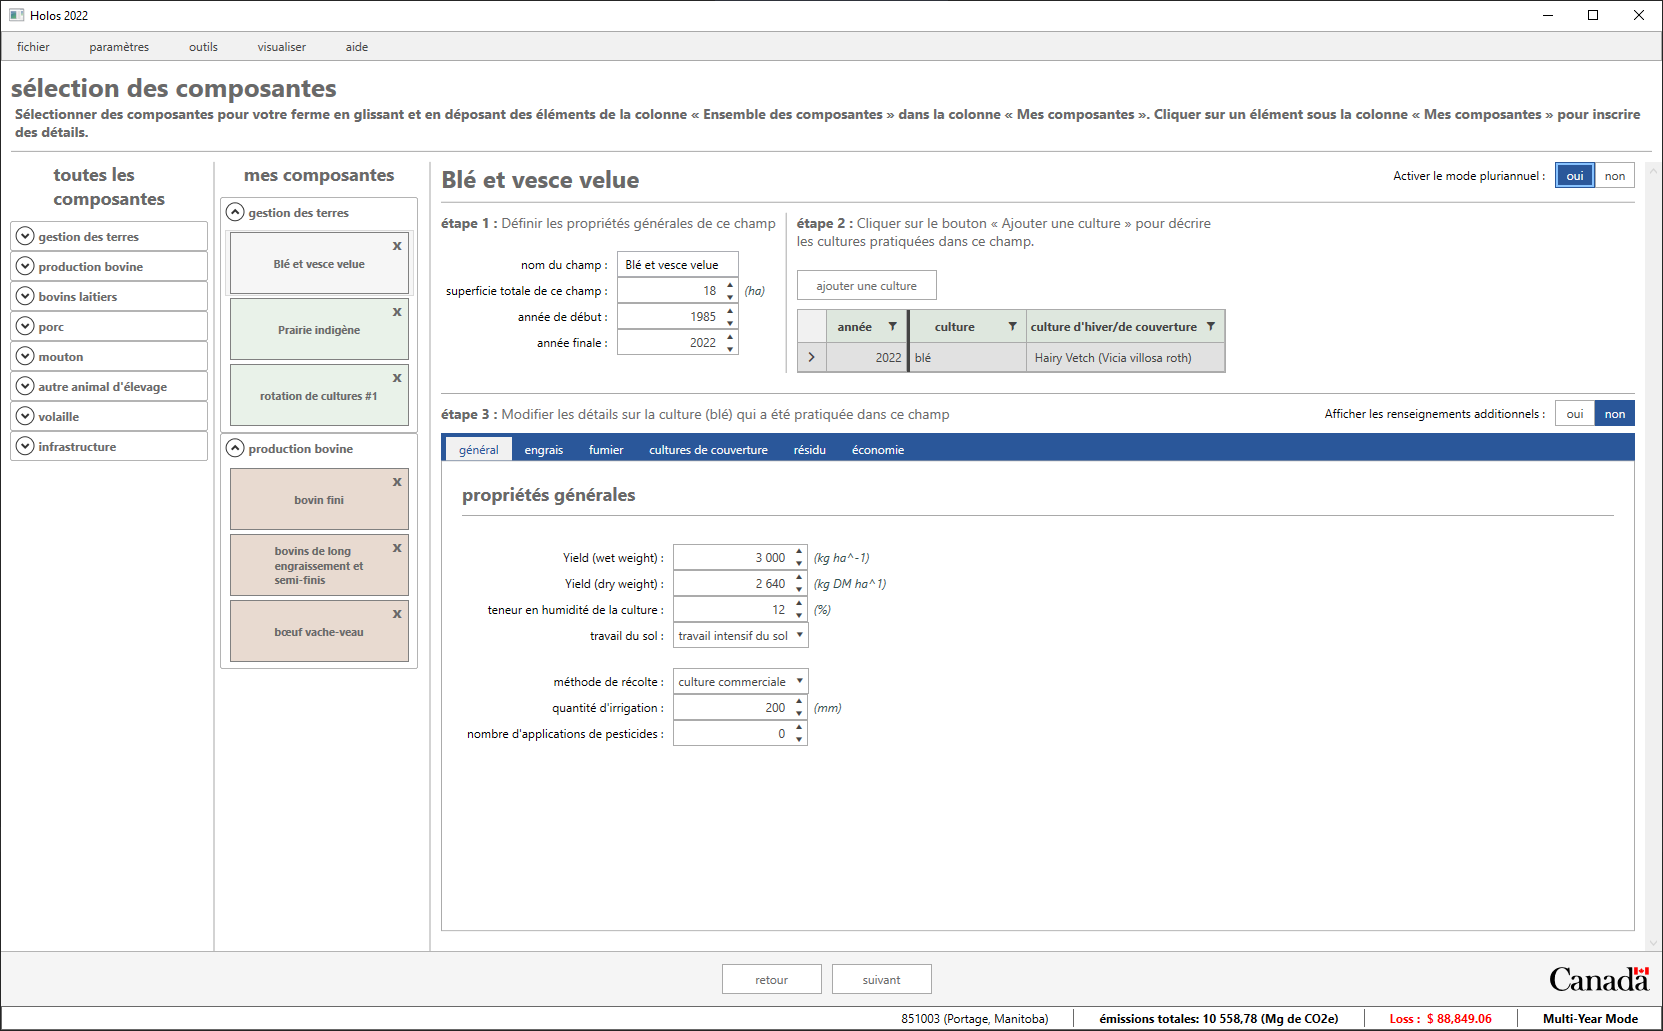 Holos 2022
fichier paramètres outils visualiser aide
sélection des composantes
Sélectionner des composantes pour votre ferme en glissant et en déposant des éléments de la colonne « Ensemble des composantes » dans la colonne « Mes composantes ». Cliquer sur un élément sous la colonne « Mes composantes » pour inscrire
des détails.
toutes les
composantes
gestion des terres
production bovine
bovins laitiers
porc
mouton
autre animal d'élevage
volaille
infrastructure
mes composantes
gestion des terres
x
Blé et vesce velue
x
Prairie indigène
x
rotation de cultures #1
production bovine
x
bovin fini
x
bovins de long
engraissement et
semi-finis
x
bœuf vache-veau
Blé et vesce velue
Activer le mode pluriannuel : oui non
étape 1 : Définir les propriétés générales de ce champ
nom du champ : Blé et vesce velue
superficie totale de ce champ : 18 (ha)
année de début : 1985
année finale : 2022
étape 2 : Cliquer sur le bouton « Ajouter une culture » pour décrire
les cultures pratiquées dans ce champ.
ajouter une culture
année culture culture d'hiver/de couverture
2022 blé Hairy Vetch (Vicia villosa roth)
étape 3 : Modifier les détails sur la culture (blé) qui a été pratiquée dans ce champ
Afficher les renseignements additionnels : oui non
général engrais fumier cultures de couverture résidu économie
propriétés générales
Yield (wet weight) : 3 000 (kg ha^-1)
Yield (dry weight) : 2 640 (kg DM ha^1)
teneur en humidité de la culture : 12 (%)
travail du sol : travail intensif du sol
méthode de récolte : culture commerciale
quantité d'irrigation : 200 (mm)
nombre d'applications de pesticides : 0
retour suivant
Canada
851003 (Portage, Manitoba) émissions totales: 10 558,78 (Mg de CO2e) Loss : $ 88,849.06 Multi-Year Mode